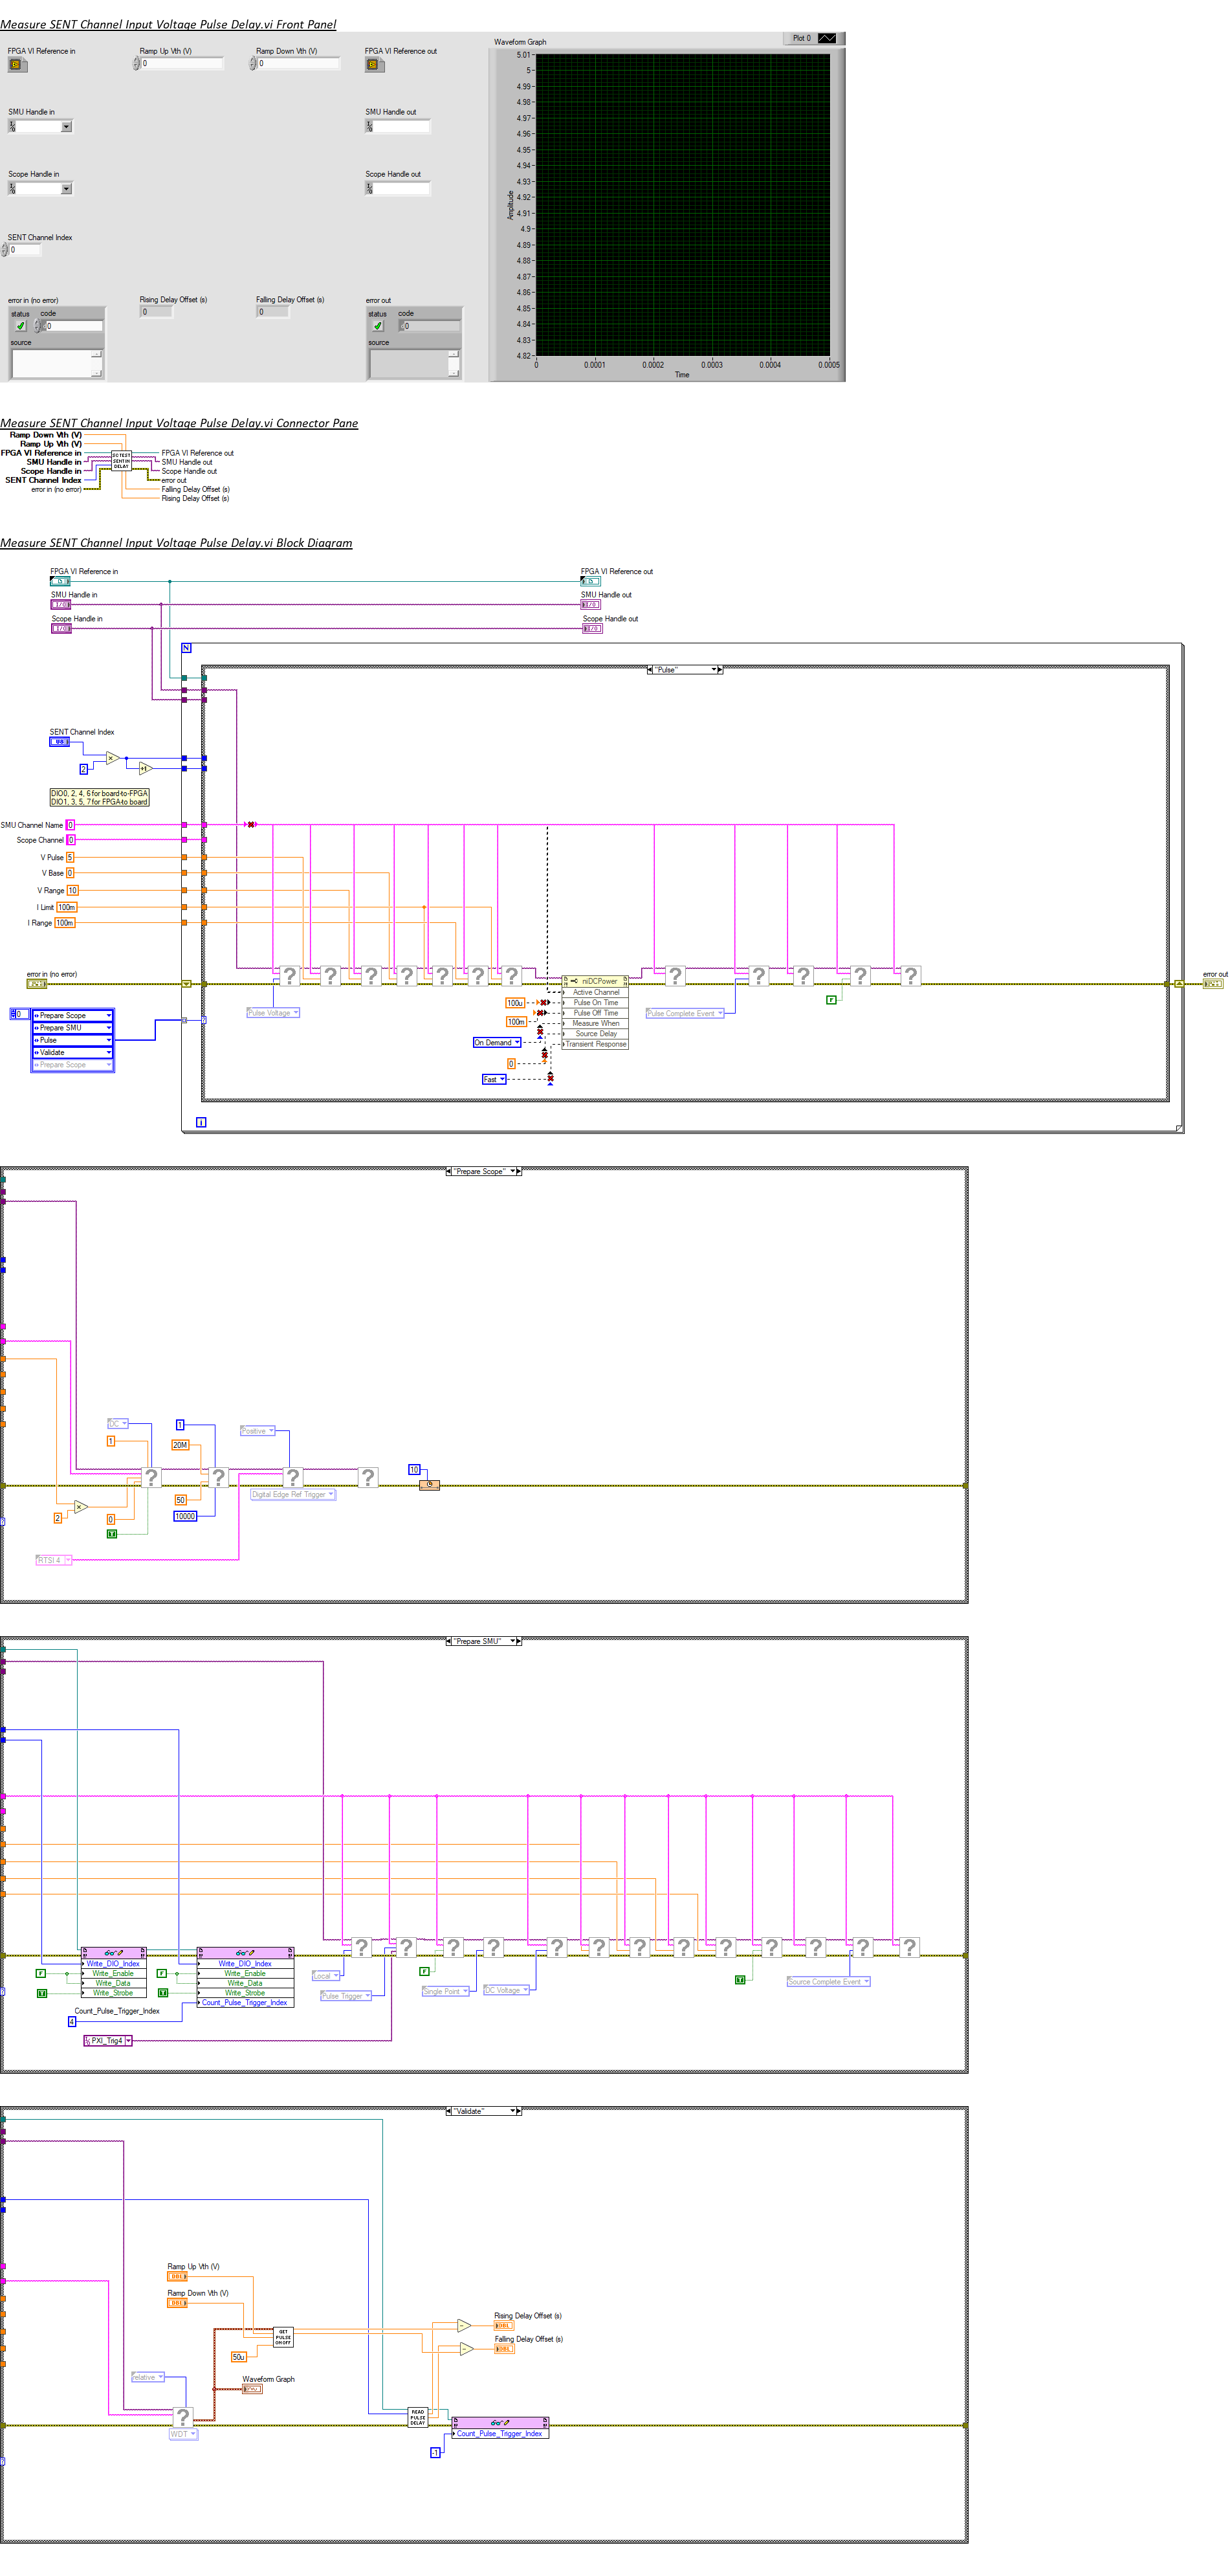 Measure SENT Channel Input Voltage Pulse Delay.vi Front Panel
FPGA VI Reference in
Ramp Up Vth (V)
0
Ramp Down Vth (V)
0
FPGA VI Reference out
SMU Handle in
SMU Handle out
Scope Handle in
Scope Handle out
SENT Channel Index
0
error in (no error)
status code
0
source
Rising Delay Offset (s)
0
Falling Delay Offset (s)
0
error out
status code
0
source
Waveform Graph
Plot 0
Amplitude
5.01
5
4.99
4.98
4.97
4.96
4.95
4.94
4.93
4.92
4.91
4.9
4.89
4.88
4.87
4.86
4.85
4.84
4.83
4.82
0 0.0001 0.0002 0.0003 0.0004 0.0005
Time
Measure SENT Channel Input Voltage Pulse Delay.vi Connector Pane
Ramp Down Vth (V)
Ramp Up Vth (V)
FPGA VI Reference in
SMU Handle in
Scope Handle in
SENT Channel Index
error in (no error)
SC TEST
SENT IN
DELAY
FPGA VI Reference out
SMU Handle out
Scope Handle out
error out
Falling Delay Offset (s)
Rising Delay Offset (s)
Measure SENT Channel Input Voltage Pulse Delay.vi Block Diagram
FPGA VI Reference in
FPGA VI Reference out
SMU Handle in
SMU Handle out
Scope Handle in
Scope Handle out
N
"Pulse"
SENT Channel Index
U8
2
x
+1
DIO0, 2, 4, 6 for board-to-FPGA
DIO1, 3, 5, 7 for FPGA-to board
SMU Channel Name 0
Scope Channel 0
V Pulse 5
V Base 0
V Range 10
I Limit 100m
I Range 100m
error in (no error)
error out
0
Prepare Scope
Prepare SMU
Pulse
Validate
Prepare Scope
? ? ? ? ? ? ?
Pulse Voltage
niDCPower
Active Channel
Pulse On Time
Pulse Off Time
Measure When
Source Delay
Transient Response
100u
100m
On Demand
0
Fast
? ? ? ? ?
Pulse Complete Event
F
i
"Prepare Scope"
DC
1
1
20M
Positive
? ? ? ?
10
x
2
0
T
50
10000
Digital Edge Ref Trigger
RTSI 4
"Prepare SMU"
Write_DIO_Index
Write_Enable
Write_Data
Write_Strobe
F
T
Write_DIO_Index
Write_Enable
Write_Data
Write_Strobe
Count_Pulse_Trigger_Index
F
T
Count_Pulse_Trigger_Index
4
PXI_Trig4
? ? ? ? ? ? ? ? ? ? ? ? ?
Local
Pulse Trigger
F
Single Point
DC Voltage
T
Source Complete Event
"Validate"
Ramp Up Vth (V)
DBL
Ramp Down Vth (V)
DBL
GET
PULSE
ON OFF
50u
Rising Delay Offset (s)
DBL
Falling Delay Offset (s)
DBL
relative
Waveform Graph
?
WDT
READ
PULSE
DELAY
Count_Pulse_Trigger_Index
-1